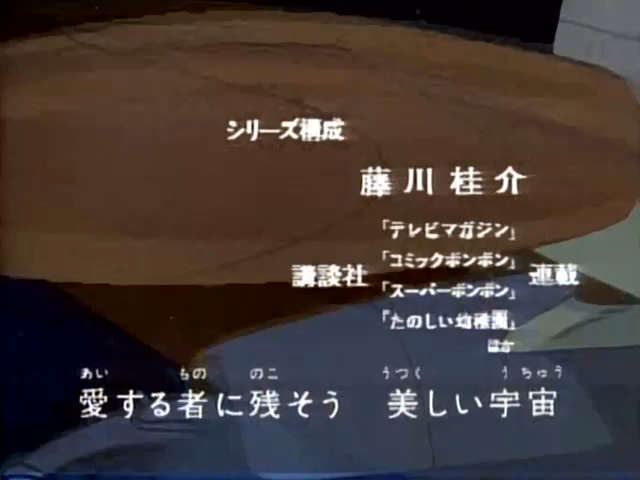 シリーズ構成
藤川桂介
講談社
「テレビマガジン」
「コミックボンボン」
「スーパーボンボン」
「たのしい幼稚園」
ほか
連載
あい もの のこ うつく うちゅう
愛する者に残そう 美しい宇宙